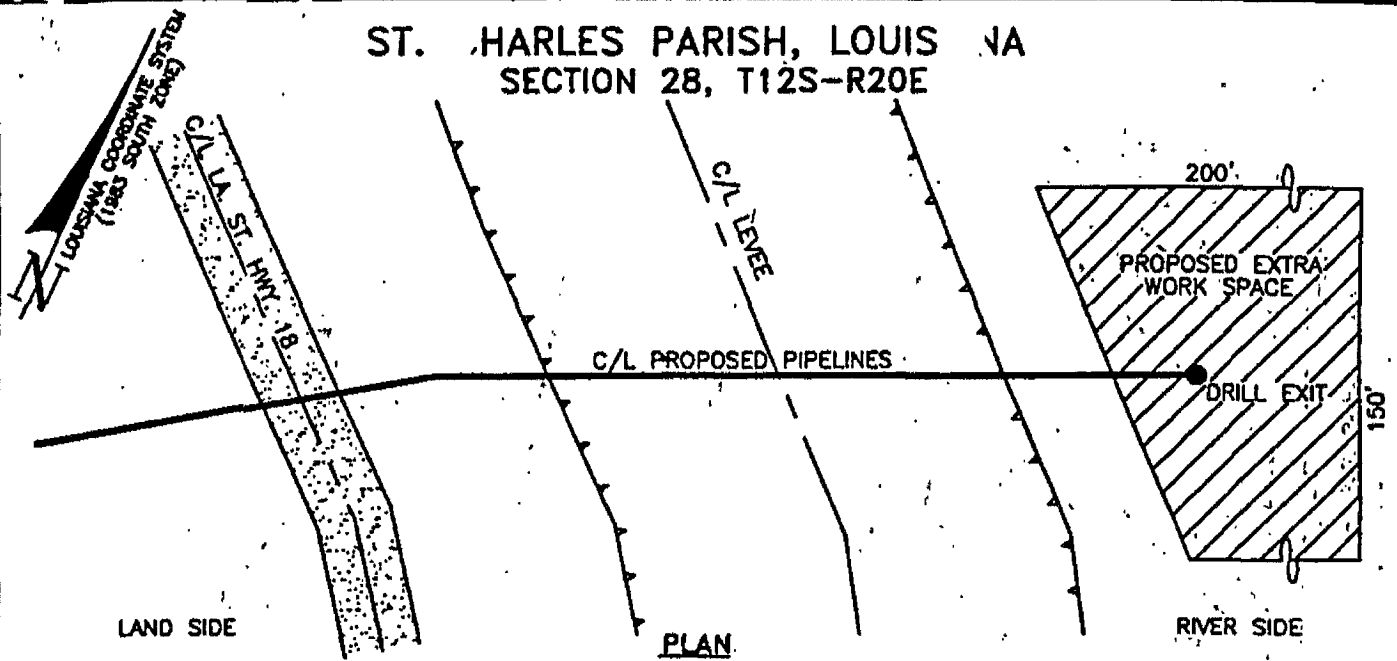 ST. HARLES PARISH, LOUIS NA
SECTION 28, T12S-R20E
LOUISIANA COORDINATE SYSTEM
(1983 SOUTH ZONE)
N
C/L LA. ST. HWY. 18
C/L LEVEE
200'
PROPOSED EXTRA
WORK SPACE
C/L PROPOSED PIPELINES
DRILL EXIT
150'
LAND SIDE
PLAN
RIVER SIDE